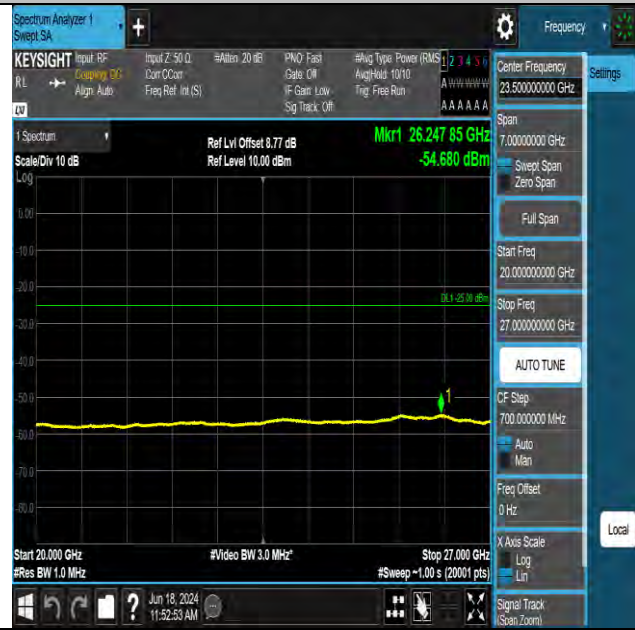 Spectrum Analyzer 1
Swept SA
+
Frequency
KEYSIGHT
RL
Input: RF
Coupling: DC
Align: Auto
Input Z: 50 Ω
Corr CCorr
Freq Ref: Int (S)
#Atten: 20 dB
PNO: Fast
Gate: Off
IF Gain: Low
Sig Track: Off
#Avg Type: Power (RMS
Avg|Hold: 10/10
Trig: Free Run
1 2 3 4 5 6
A W W W W W
A A A A A A
LXI
1 Spectrum
Scale/Div 10 dB
Log
Ref Lvl Offset 8.77 dB
Ref Level 10.00 dBm
Mkr1 26.247 85 GHz
-54.680 dBm
0.00
-10.0
-20.0
DL1 -25.00 dBm
-30.0
-40.0
-50.0
1
-60.0
-70.0
-80.0
Start 20.000 GHz
#Res BW 1.0 MHz
#Video BW 3.0 MHz*
Stop 27.000 GHz
#Sweep ~1.00 s (20001 pts)
Jun 18, 2024
11:52:53 AM
Center Frequency
23.500000000 GHz
Settings
Span
7.00000000 GHz
Swept Span
Zero Span
Full Span
Start Freq
20.000000000 GHz
Stop Freq
27.000000000 GHz
AUTO TUNE
CF Step
700.000000 MHz
Auto
Man
Freq Offset
0 Hz
X Axis Scale
Log
Lin
Local
Signal Track
(Span Zoom)